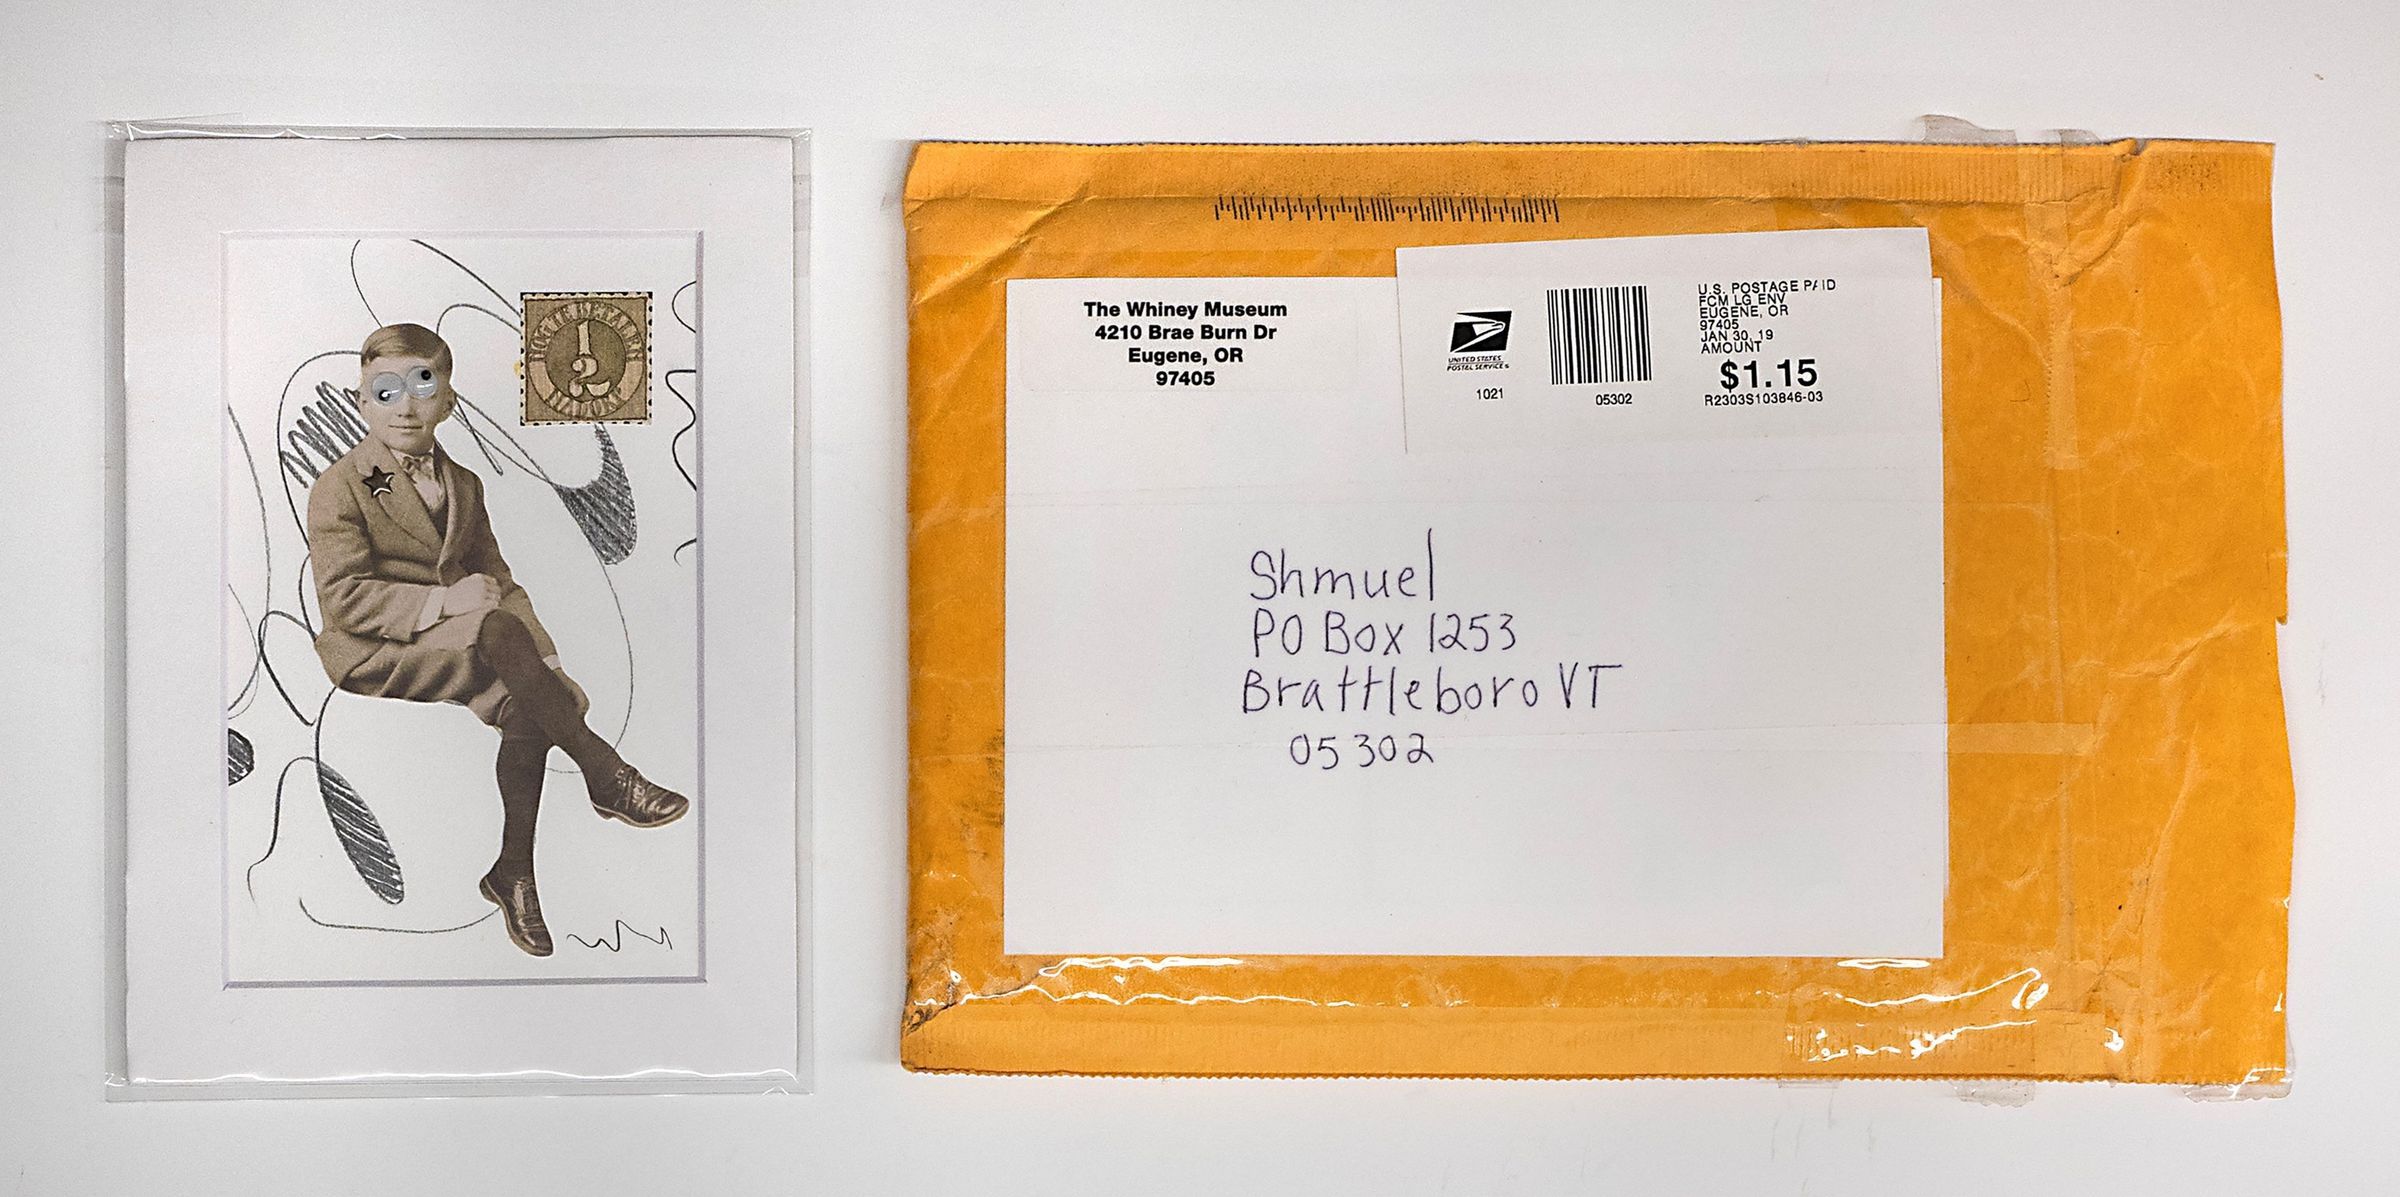 1
2
The Whiney Museum
4210 Brae Burn Dr
Eugene, OR
97405
UNITED STATES
POSTAL SERVICE
1021
05302
U.S. POSTAGE PAID
FCM LG ENV
EUGENE, OR
97405
JAN 30, 19
AMOUNT
$1.15
R2303S103846-03
Shmuel
PO Box 1253
Brattleboro VT
05302